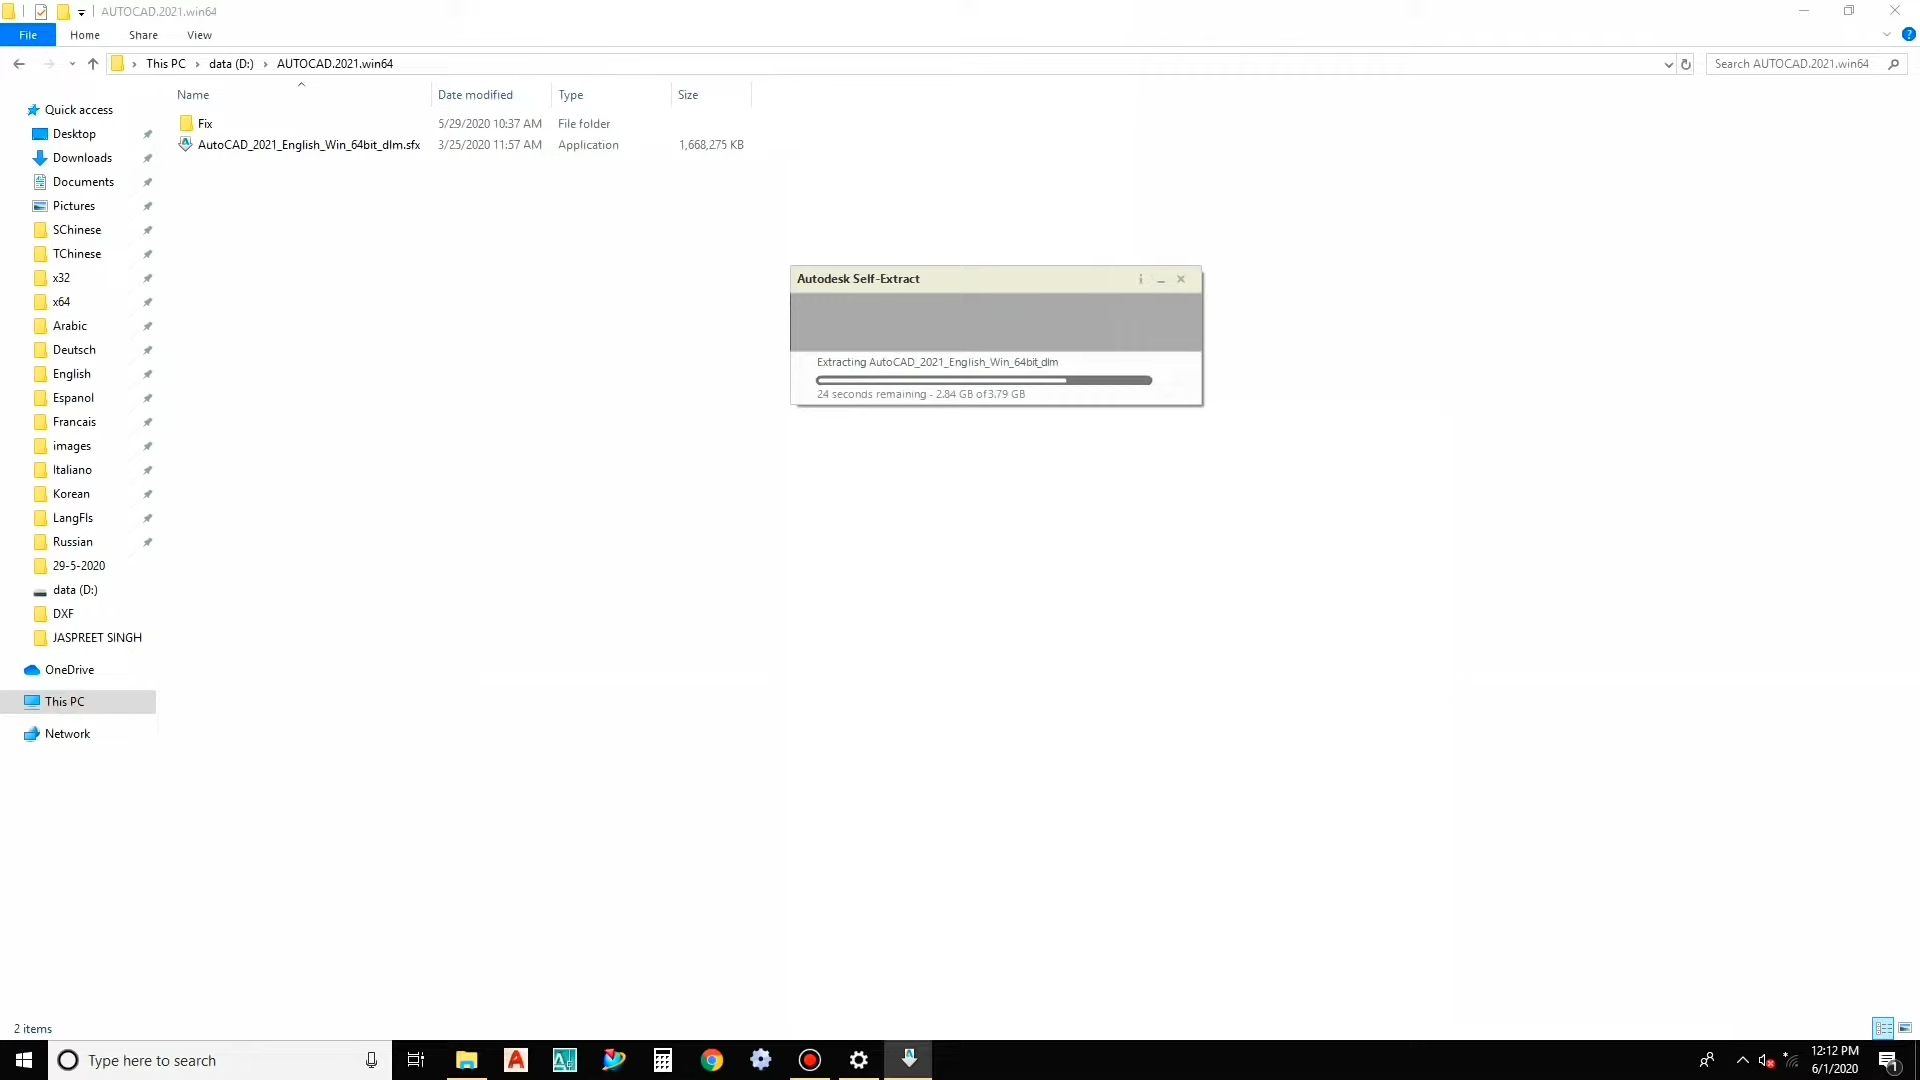 AUTOCAD.2021.win64
File Home Share View
This PC data (D:) AUTOCAD.2021.win64
Search AUTOCAD.2021.win64
Name Date modified Type Size
Fix 5/29/2020 10:37 AM File folder
AutoCAD_2021_English_Win_64bit_dlm.sfx 3/25/2020 11:57 AM Application 1,668,275 KB
Quick access
Desktop
Downloads
Documents
Pictures
SChinese
TChinese
x32
x64
Arabic
Deutsch
English
Espanol
Francais
images
Italiano
Korean
LangFls
Russian
29-5-2020
data (D:)
DXF
JASPREET SINGH
OneDrive
This PC
Network
Autodesk Self-Extract
Extracting AutoCAD_2021_English_Win_64bit_dlm
24 seconds remaining - 2.84 GB of 3.79 GB
2 items
Type here to search
12:12 PM
6/1/2020
1